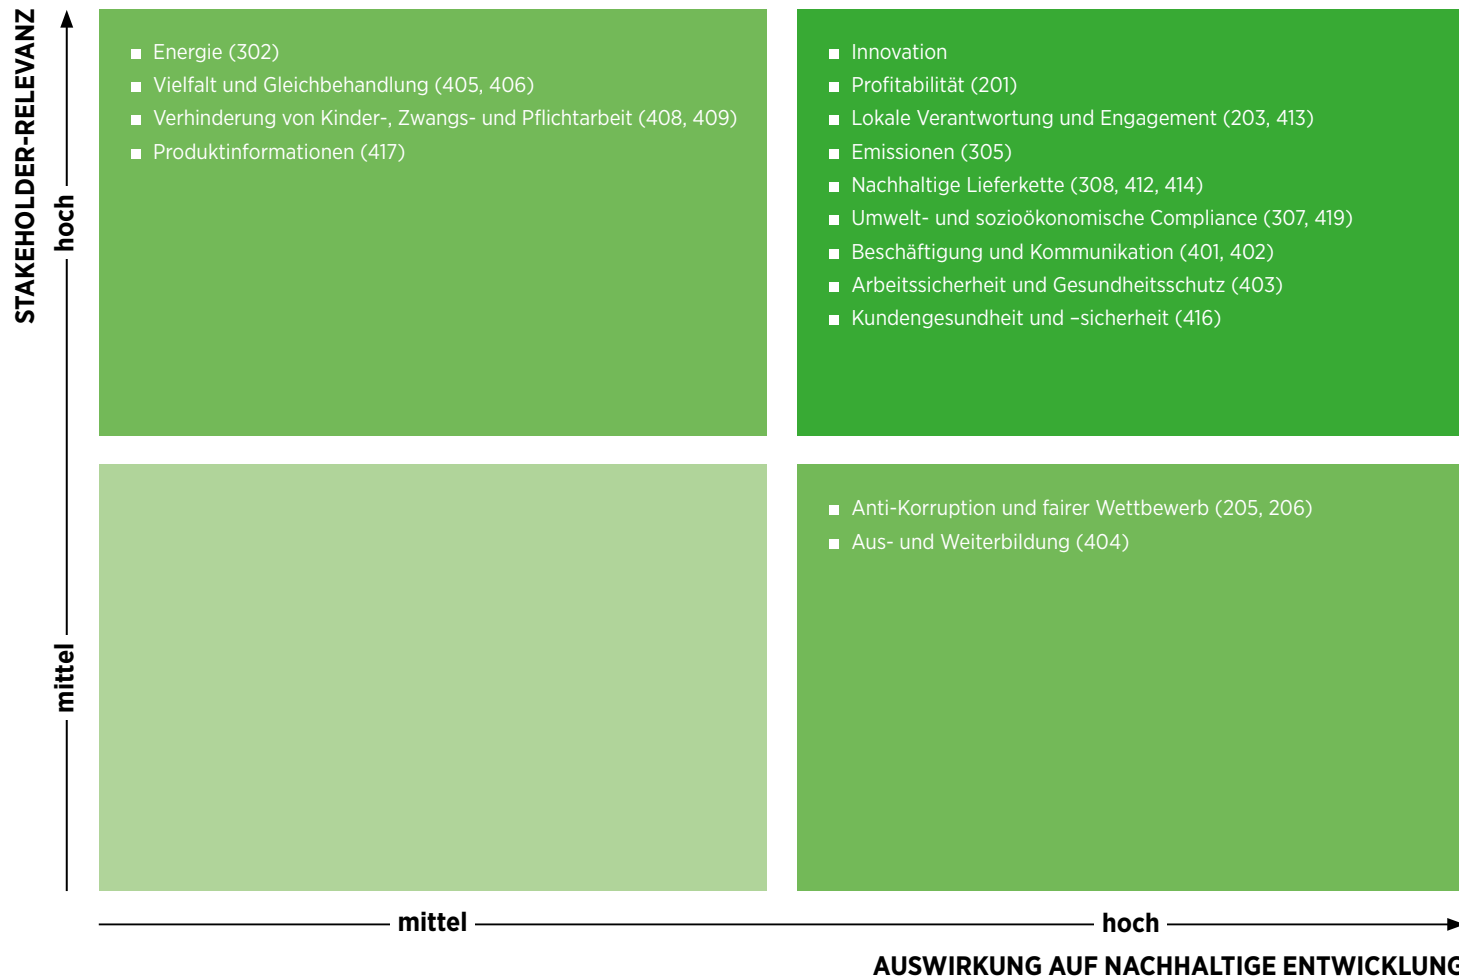 STAKEHOLDER-RELEVANZ
hoch
mittel
Energie (302)
Vielfalt und Gleichbehandlung (405, 406)
Verhinderung von Kinder-, Zwangs- und Pflichtarbeit (408, 409)
Produktinformationen (417)
Innovation
Profitabilität (201)
Lokale Verantwortung und Engagement (203, 413)
Emissionen (305)
Nachhaltige Lieferkette (308, 412, 414)
Umwelt- und sozioökonomische Compliance (307, 419)
Beschäftigung und Kommunikation (401, 402)
Arbeitssicherheit und Gesundheitsschutz (403)
Kundengesundheit und –sicherheit (416)
Anti-Korruption und fairer Wettbewerb (205, 206)
Aus- und Weiterbildung (404)
mittel
hoch
AUSWIRKUNG AUF NACHHALTIGE ENTWICKLUNG